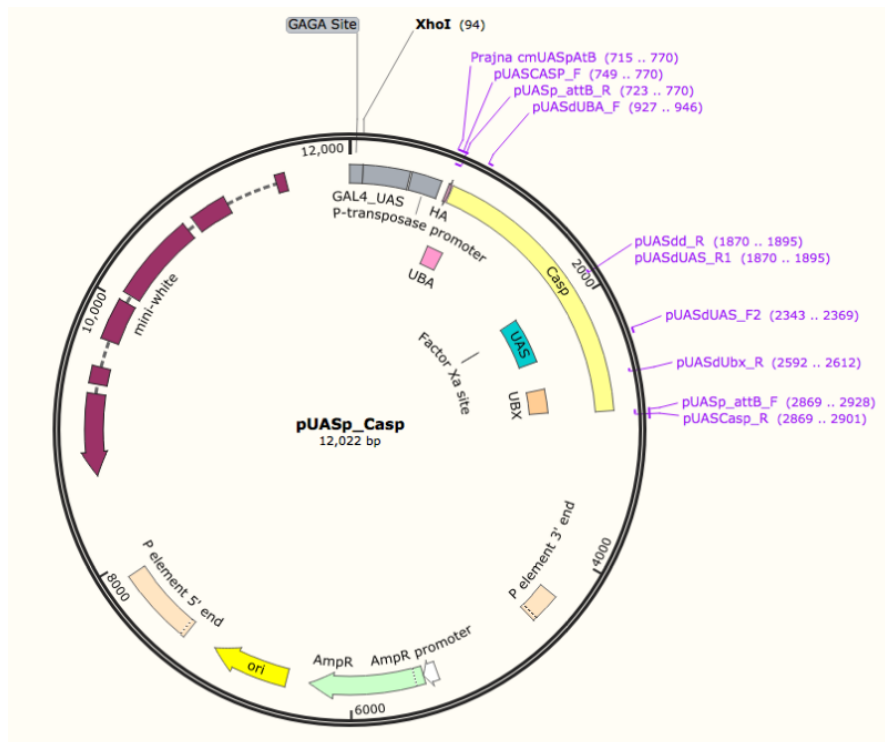 GAGA Site
XhoI (94)
Prajna cmUASpAtB (715 .. 770)
pUASCASP_F (749 .. 770)
pUASp_attB_R (723 .. 770)
pUASdUBA_F (927 .. 946)
12,000
GAL4_UAS
HA
P-transposase promoter
UBA
Casp
pUASdd_R (1870 .. 1895)
pUASdUAS_R1 (1870 .. 1895)
2000
pUASdUAS_F2 (2343 .. 2369)
UAS
Factor Xa site
pUASdUbx_R (2592 .. 2612)
UBX
pUASp_attB_F (2869 .. 2928)
pUASCasp_R (2869 .. 2901)
10,000
mini-white
pUASp_Casp
12,022 bp
P element 3' end
4000
P element 5' end
8000
AmpR promoter
AmpR
ori
6000